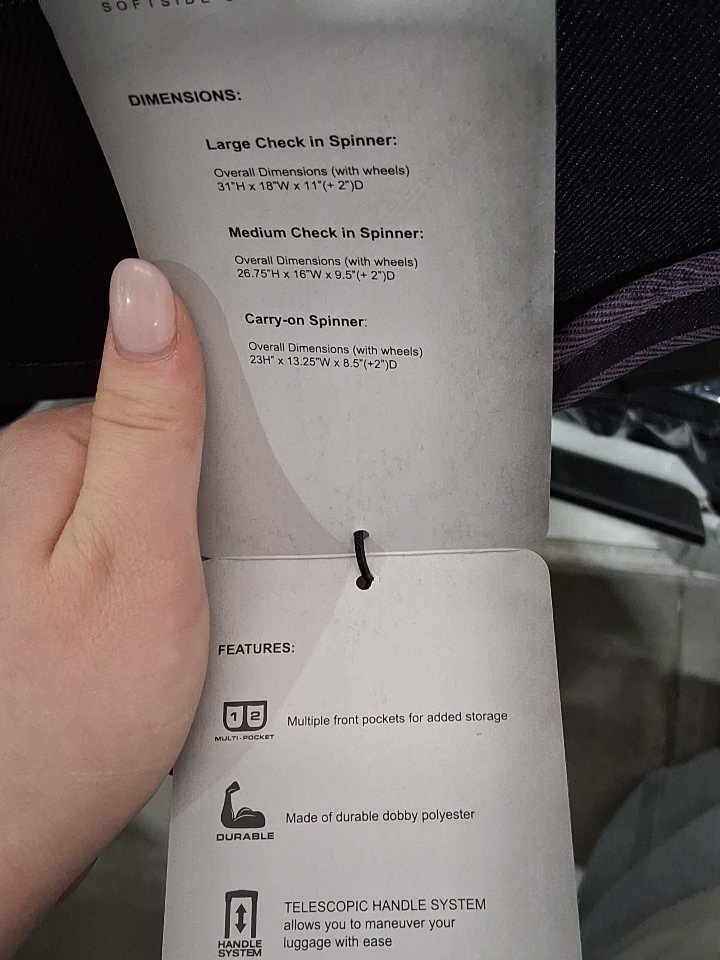 SOFTSIDE
DIMENSIONS:
Large Check in Spinner:
Overall Dimensions (with wheels)
31"H x 18"W x 11"(+ 2")D
Medium Check in Spinner:
Overall Dimensions (with wheels)
26.75"H x 16"W x 9.5"(+ 2")D
Carry-on Spinner:
Overall Dimensions (with wheels)
23H" x 13.25"W x 8.5"(+2")D
FEATURES:
1 2
MULTI-POCKET
Multiple front pockets for added storage
DURABLE
Made of durable dobby polyester
HANDLE
SYSTEM
TELESCOPIC HANDLE SYSTEM
allows you to maneuver your
luggage with ease